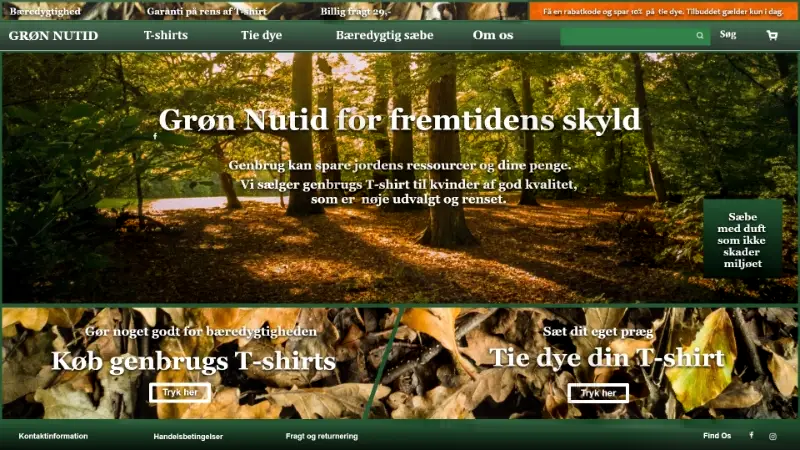 Bæredygtighed
Garanti på rens af T-shirt
Billig fragt 29,-
Få en rabatkode og spar 10% på tie dye. Tilbuddet gælder kun i dag.
GRØN NUTID
T-shirts
Tie dye
Bæredygtig sæbe
Om os
Søg
Grøn Nutid for fremtidens skyld
Genbrug kan spare jordens ressourcer og dine penge.
Vi sælger genbrugs T-shirt til kvinder af god kvalitet,
som er nøje udvalgt og renset.
Sæbe
med duft
som ikke
skader
miljøet
Gør noget godt for bæredygtigheden
Køb genbrugs T-shirts
Tryk her
Sæt dit eget præg
Tie dye din T-shirt
Tryk her
Kontaktinformation
Handelsbetingelser
Fragt og returnering
Find Os